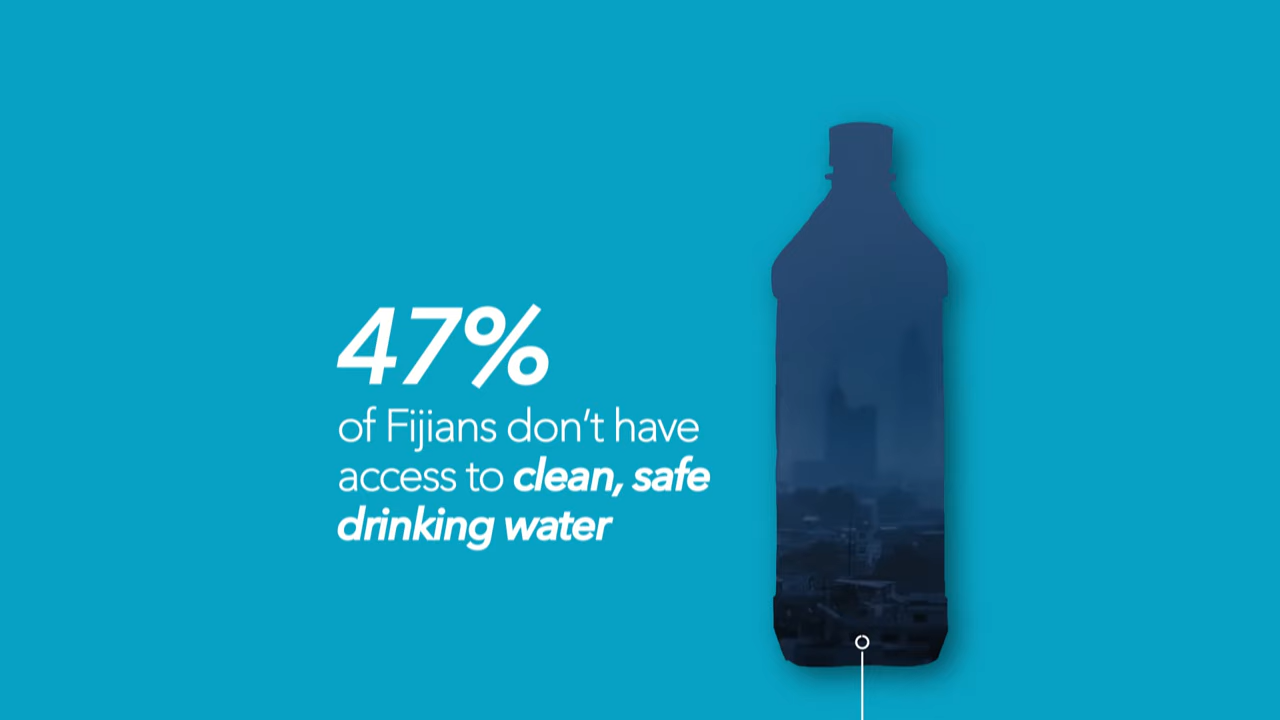 47%
of Fijians don’t have
access to clean, safe
drinking water